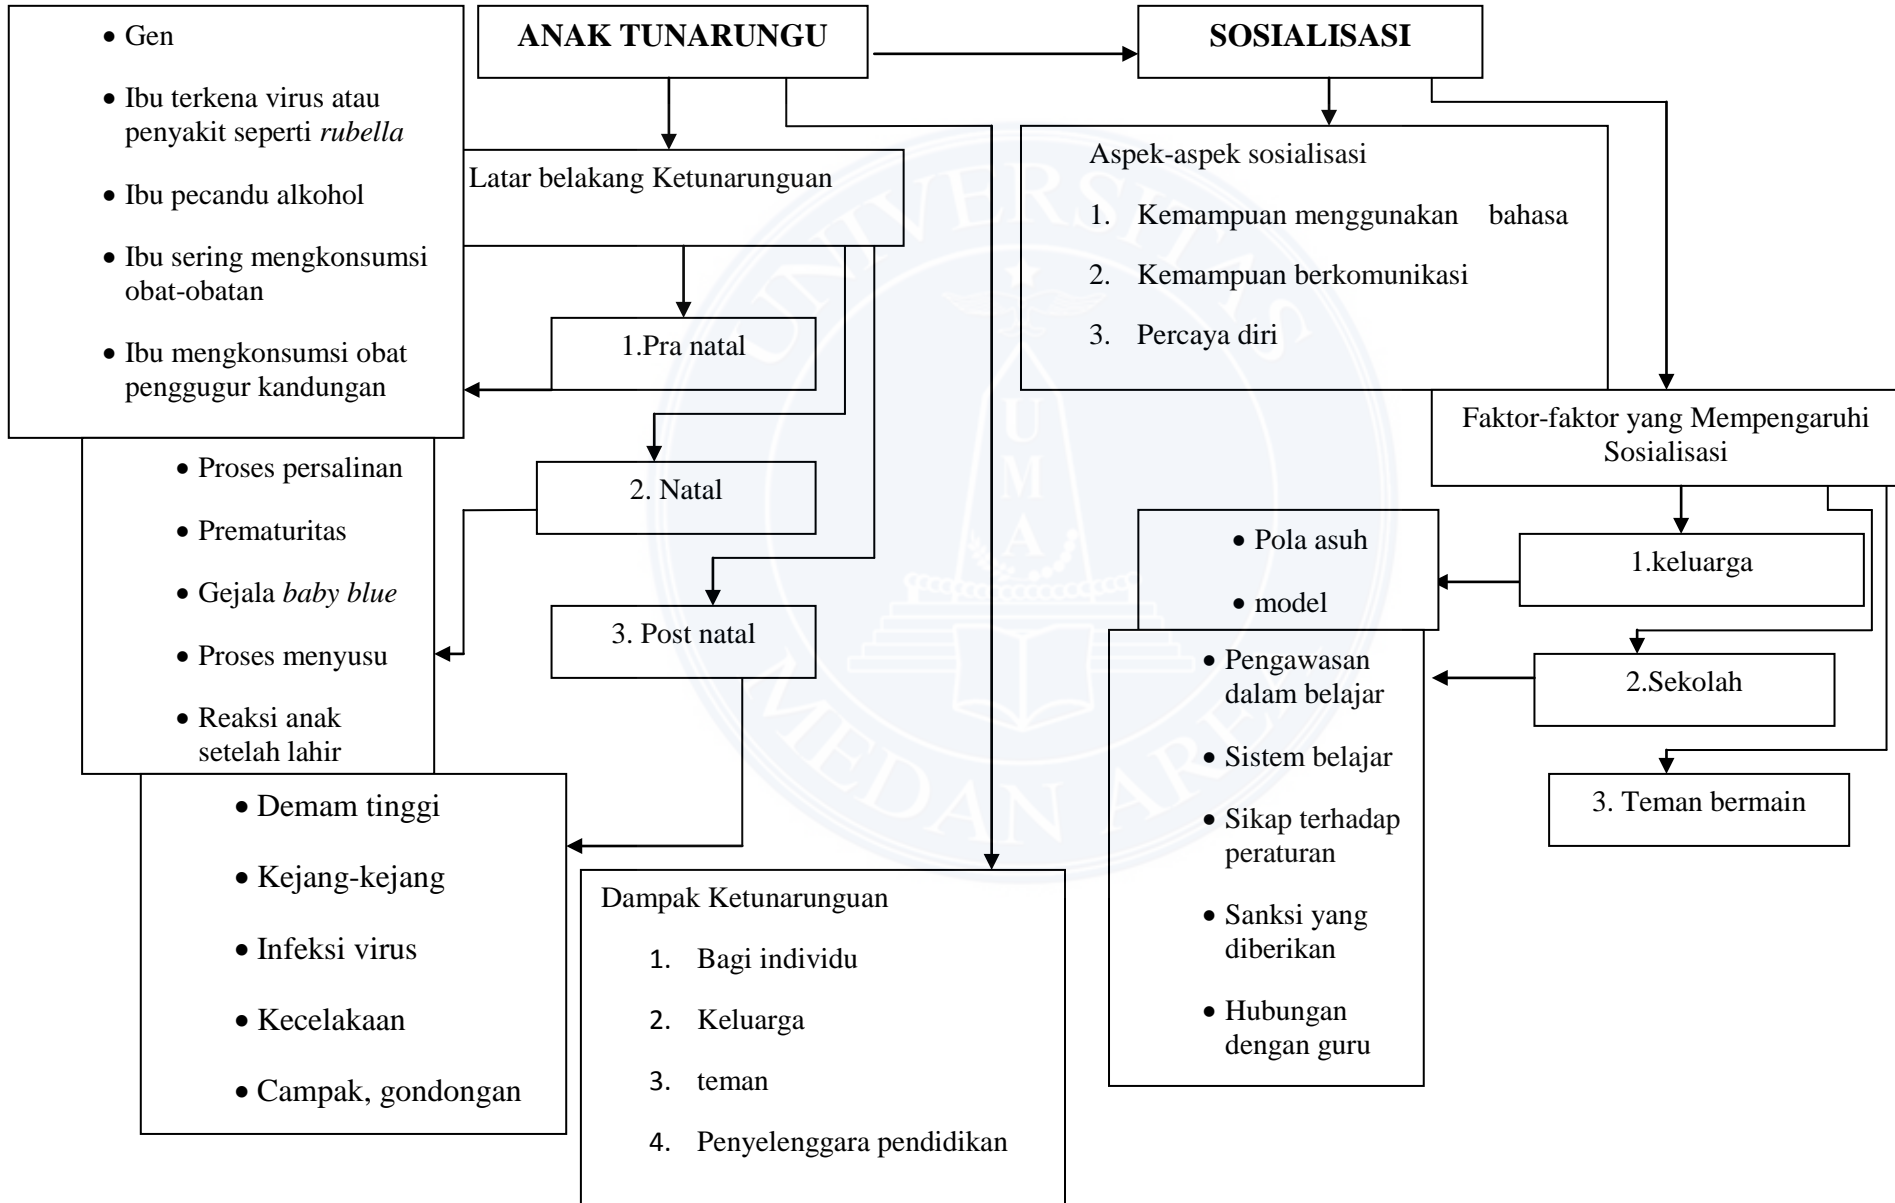 • Gen
• Ibu terkena virus atau
penyakit seperti rubella
• Ibu pecandu alkohol
• Ibu sering mengkonsumsi
obat-obatan
• Ibu mengkonsumsi obat
penggugur kandungan
ANAK TUNARUNGU
SOSIALISASI
Latar belakang Ketunarunguan
Aspek-aspek sosialisasi
1. Kemampuan menggunakan bahasa
2. Kemampuan berkomunikasi
3. Percaya diri
1.Pra natal
Faktor-faktor yang Mempengaruhi
Sosialisasi
• Proses persalinan
• Prematuritas
• Gejala baby blue
• Proses menyusu
• Reaksi anak
setelah lahir
2. Natal
• Pola asuh
• model
1.keluarga
3. Post natal
• Pengawasan
dalam belajar
• Sistem belajar
• Sikap terhadap
peraturan
• Sanksi yang
diberikan
• Hubungan
dengan guru
2.Sekolah
3. Teman bermain
• Demam tinggi
• Kejang-kejang
• Infeksi virus
• Kecelakaan
• Campak, gondongan
Dampak Ketunarunguan
1. Bagi individu
2. Keluarga
3. teman
4. Penyelenggara pendidikan
UNIVERSITAS
MEDAN AREA
U
M
A